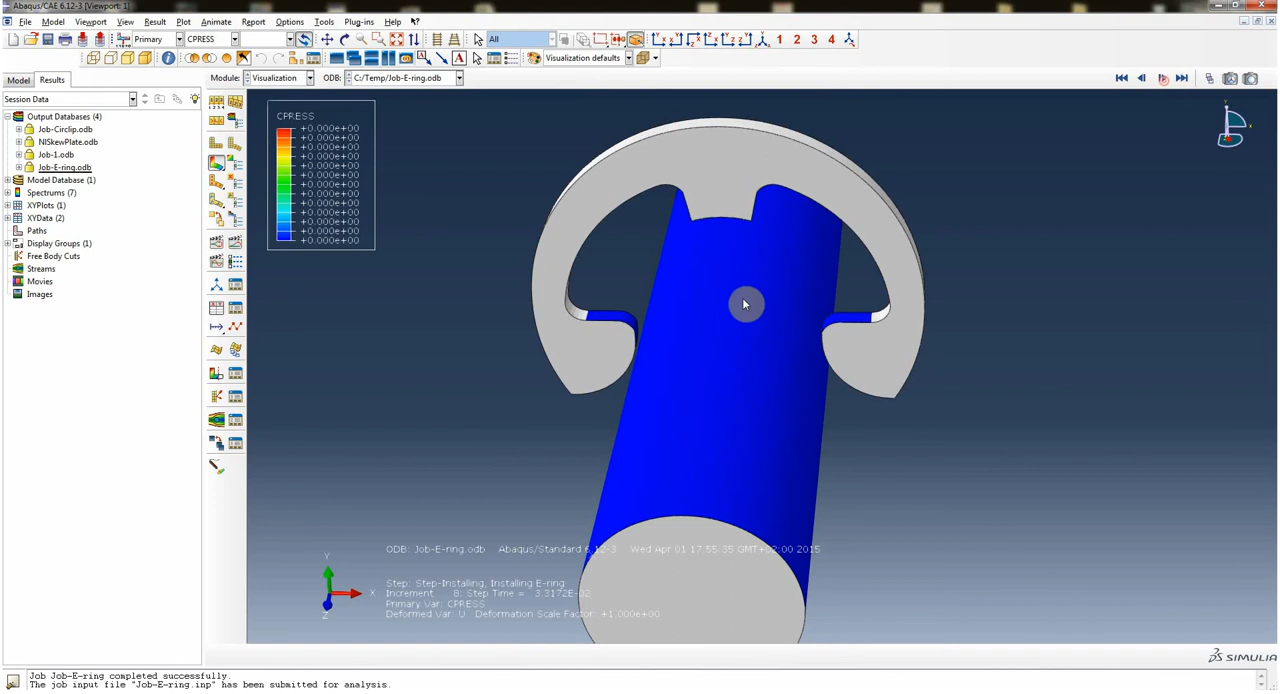 Abaqus/CAE 6.12-3 [Viewport: 1]
File Model Viewport View Result Plot Animate Report Options Tools Plug-ins Help
Primary CPRESS All 1 2 3 4
Visualization defaults
Model Results Module: Visualization ODB: C:/Temp/Job-E-ring.odb
Session Data
Output Databases (4)
Job-Circlip.odb
NlSkewPlate.odb
Job-1.odb
Job-E-ring.odb
Model Database (1)
Spectrums (7)
XYPlots (1)
XYData (2)
Paths
Display Groups (1)
Free Body Cuts
Streams
Movies
Images
CPRESS
+0.000e+00
+0.000e+00
+0.000e+00
+0.000e+00
+0.000e+00
+0.000e+00
+0.000e+00
+0.000e+00
+0.000e+00
+0.000e+00
+0.000e+00
+0.000e+00
+0.000e+00
ODB: Job-E-ring.odb Abaqus/Standard 6.12-3 Wed Apr 01 17:55:35 GMT+02:00 2015
Step: Step-Installing, Installing E-ring
Increment 8: Step Time = 3.3172E-02
Primary Var: CPRESS
Deformed Var: U Deformation Scale Factor: +1.000e+00
Y
X
Z
SIMULIA
Job Job-E-ring completed successfully.
The job input file "Job-E-ring.inp" has been submitted for analysis.